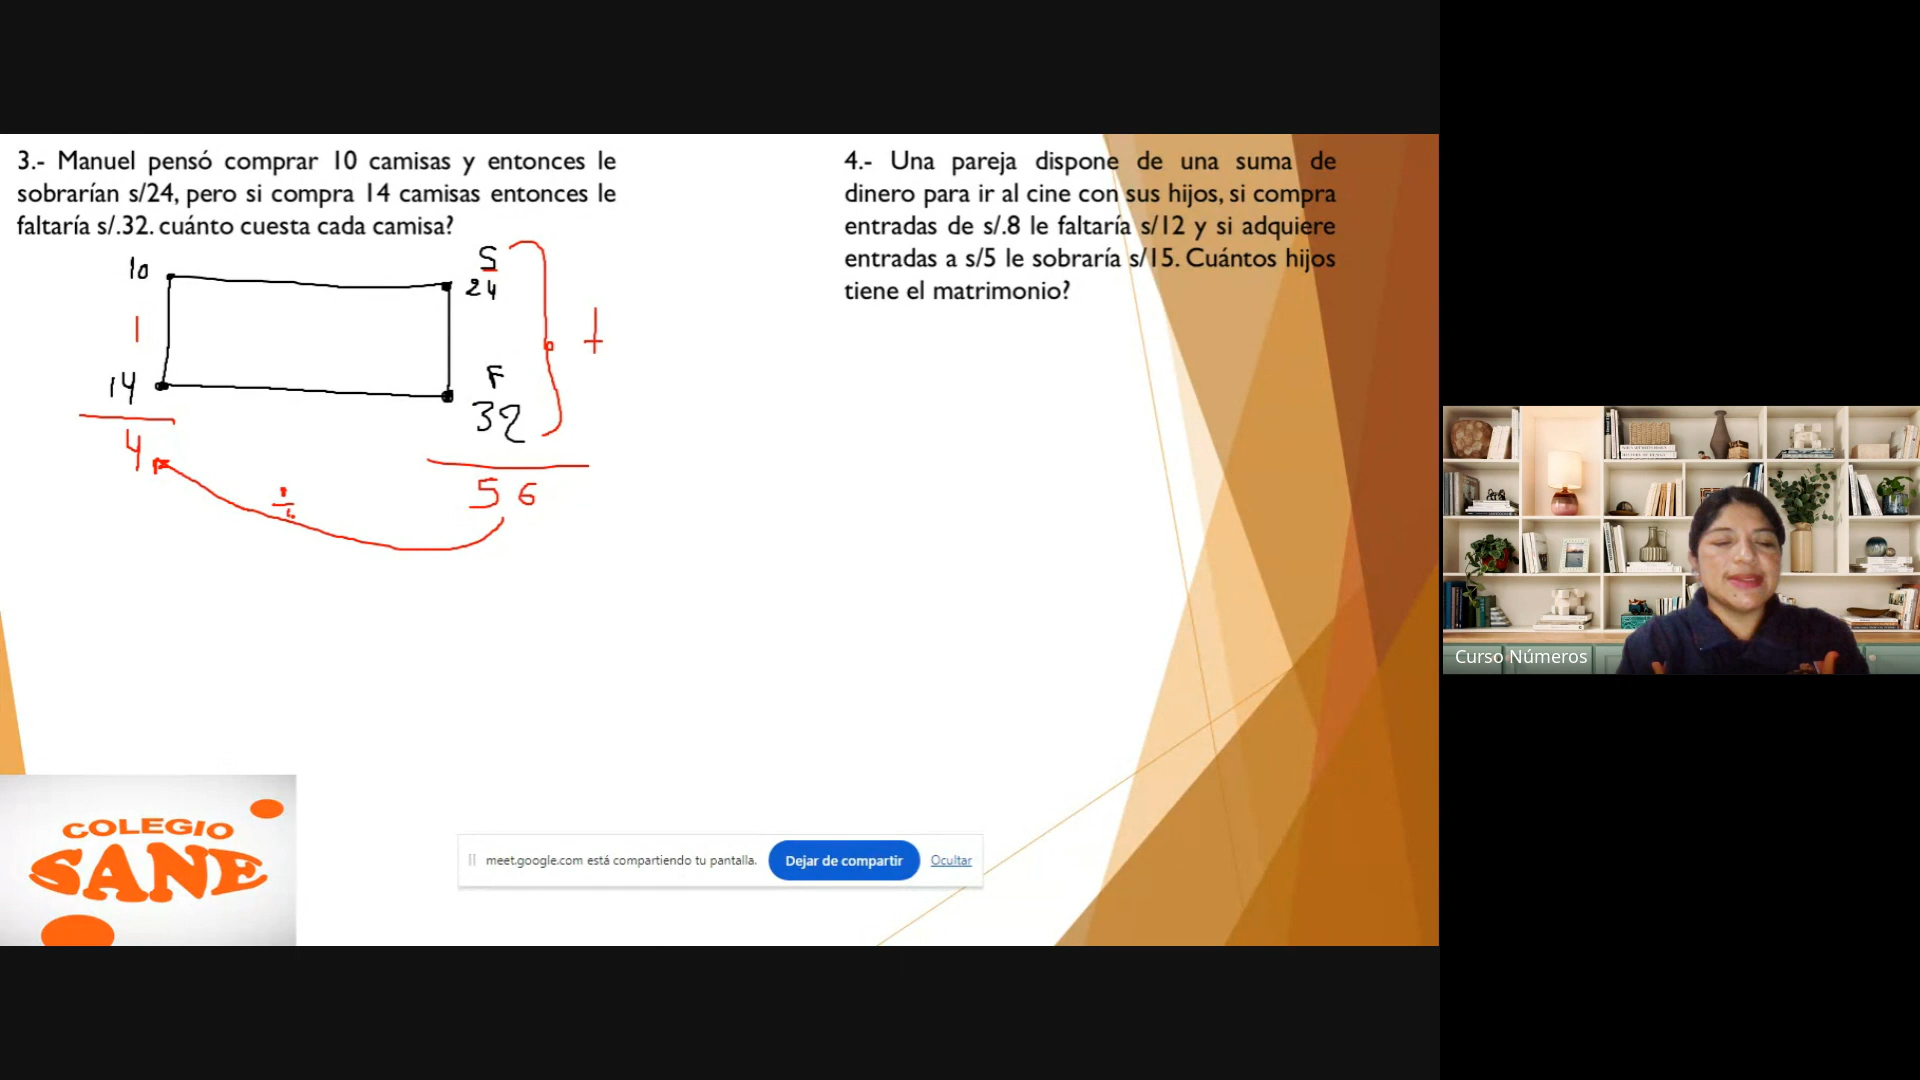 3.- Manuel pensó comprar 10 camisas y entonces le
sobrarían s/24, pero si compra 14 camisas entonces le
faltaría s/.32. cuánto cuesta cada camisa?
10
S
24
14
F
32
4
56
+
÷
4.- Una pareja dispone de una suma de
dinero para ir al cine con sus hijos, si compra
entradas de s/.8 le faltaría s/12 y si adquiere
entradas a s/5 le sobraría s/15. Cuántos hijos
tiene el matrimonio?
COLEGIO
SANE
meet.google.com está compartiendo tu pantalla.
Dejar de compartir
Ocultar
Curso Números